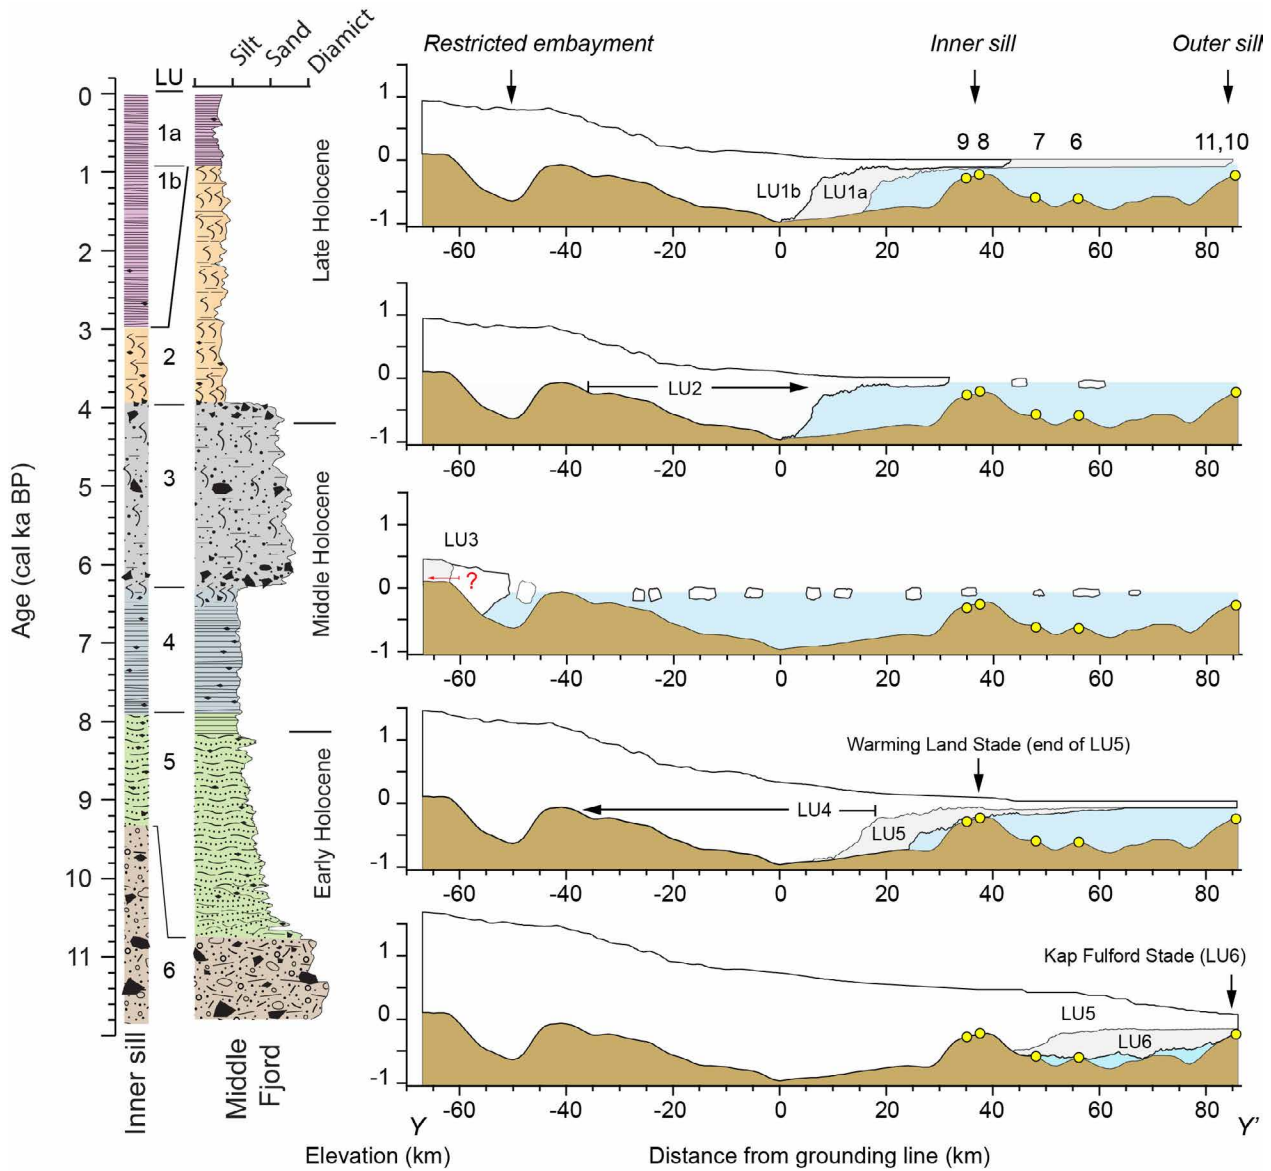 Silt
Sand
Diamict
LU
Age (cal ka BP)
0
1
2
3
4
5
6
7
8
9
10
11
1a
1b
2
3
4
5
6
Late Holocene
Middle Holocene
Early Holocene
Inner sill
Middle
Fjord
Restricted embayment
Inner sill
Outer sill
1
0
-1
9 8
7
6
11,10
LU1b
LU1a
-60 -40 -20 0 20 40 60 80
1
0
-1
LU2
-60 -40 -20 0 20 40 60 80
1
0
-1
LU3
?
-60 -40 -20 0 20 40 60 80
1
0
-1
Warming Land Stade (end of LU5)
LU4
LU5
-60 -40 -20 0 20 40 60 80
1
0
-1
Kap Fulford Stade (LU6)
LU5
LU6
-60 -40 -20 0 20 40 60 80
Y
Y'
Elevation (km)
Distance from grounding line (km)